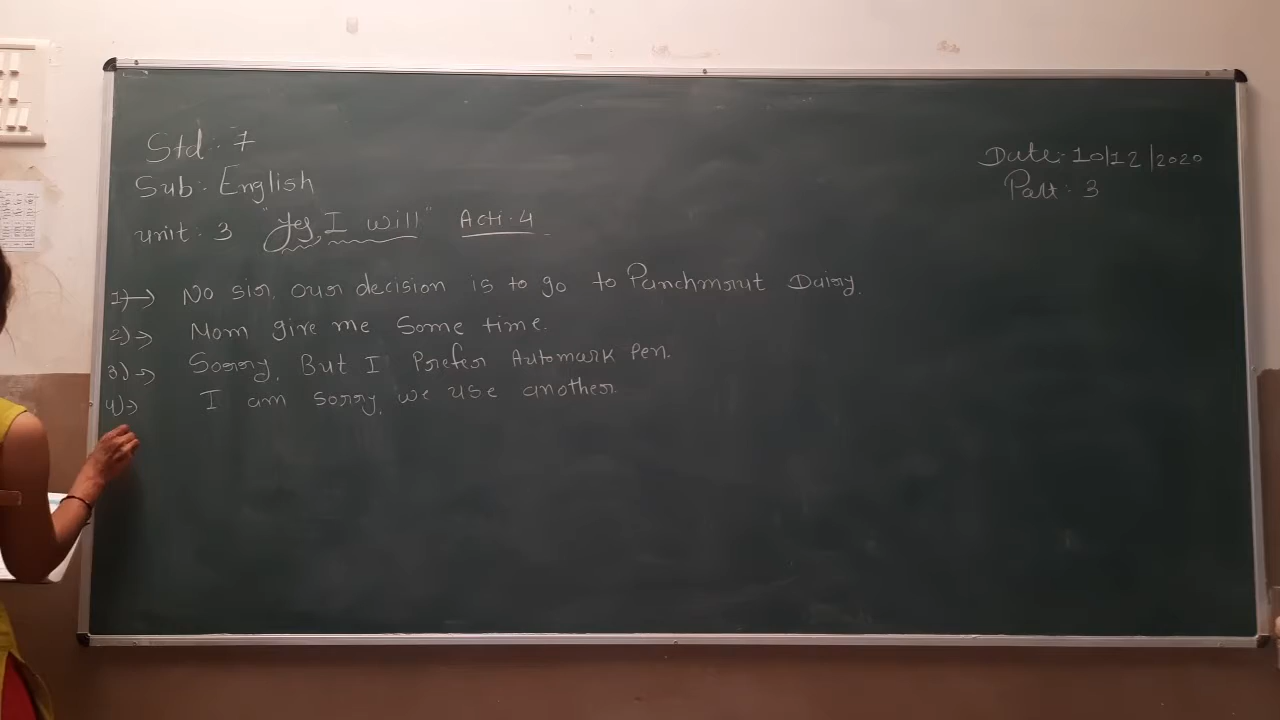 Std :- 7
Sub :- English
Date :- 10/12/2020
Part : 3
Unit : 3 "Yes, I will" Acti. 4
1) → No sir, our decision is to go to Panchmrut Dairy.
2) → Mom give me some time.
3) → Sorry, But I Prefer Automark Pen.
4) → I am sorry, we use another.